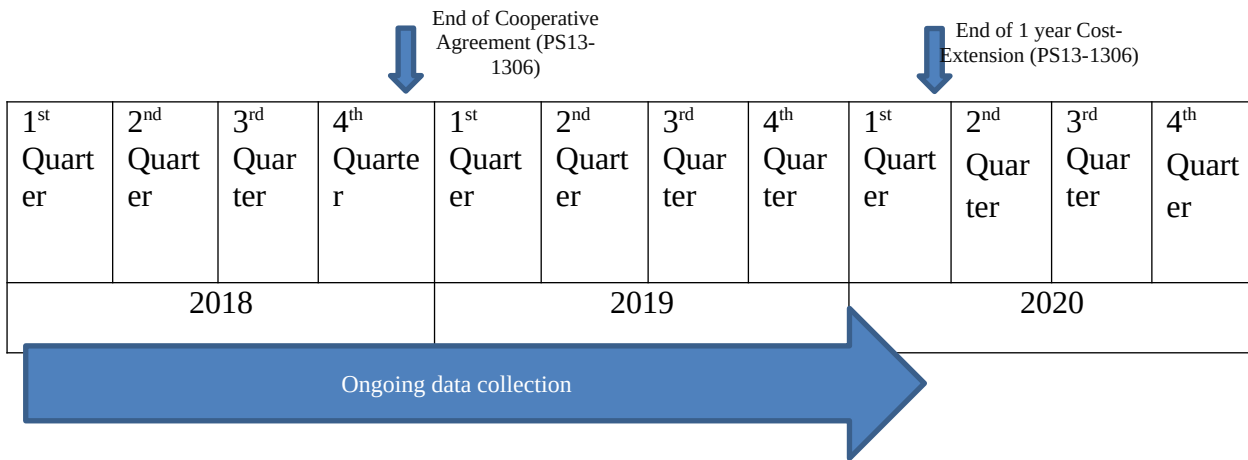 End of Cooperative
Agreement (PS13-
1306)
End of 1 year Cost-
Extension (PS13-1306)
1st
Quart
er
2nd
Quart
er
3rd
Quar
ter
4th
Quarte
r
1st
Quart
er
2nd
Quart
er
3rd
Quar
ter
4th
Quar
ter
1st
Quart
er
2nd
Quar
ter
3rd
Quar
ter
4th
Quart
er
2018
2019
2020
Ongoing data collection